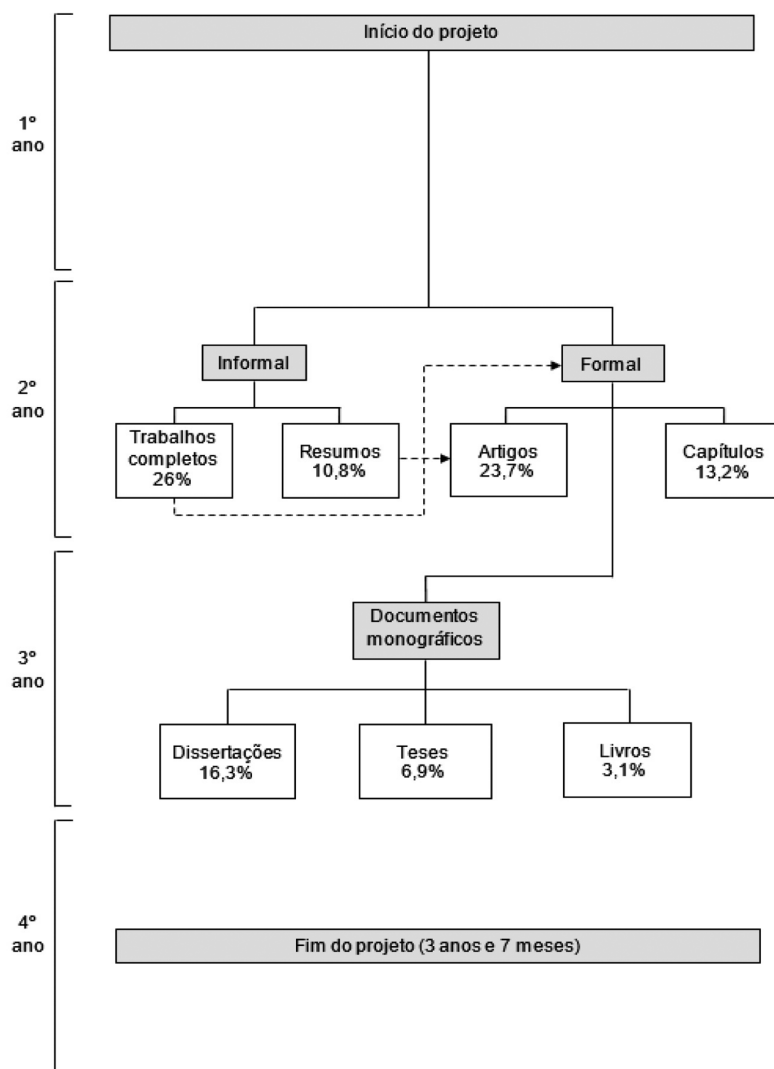 Início do projeto
1º
ano
2º
ano
Informal
Formal
Trabalhos
completos
26%
Resumos
10,8%
Artigos
23,7%
Capítulos
13,2%
3º
ano
Documentos
monográficos
Dissertações
16,3%
Teses
6,9%
Livros
3,1%
4º
ano
Fim do projeto (3 anos e 7 meses)